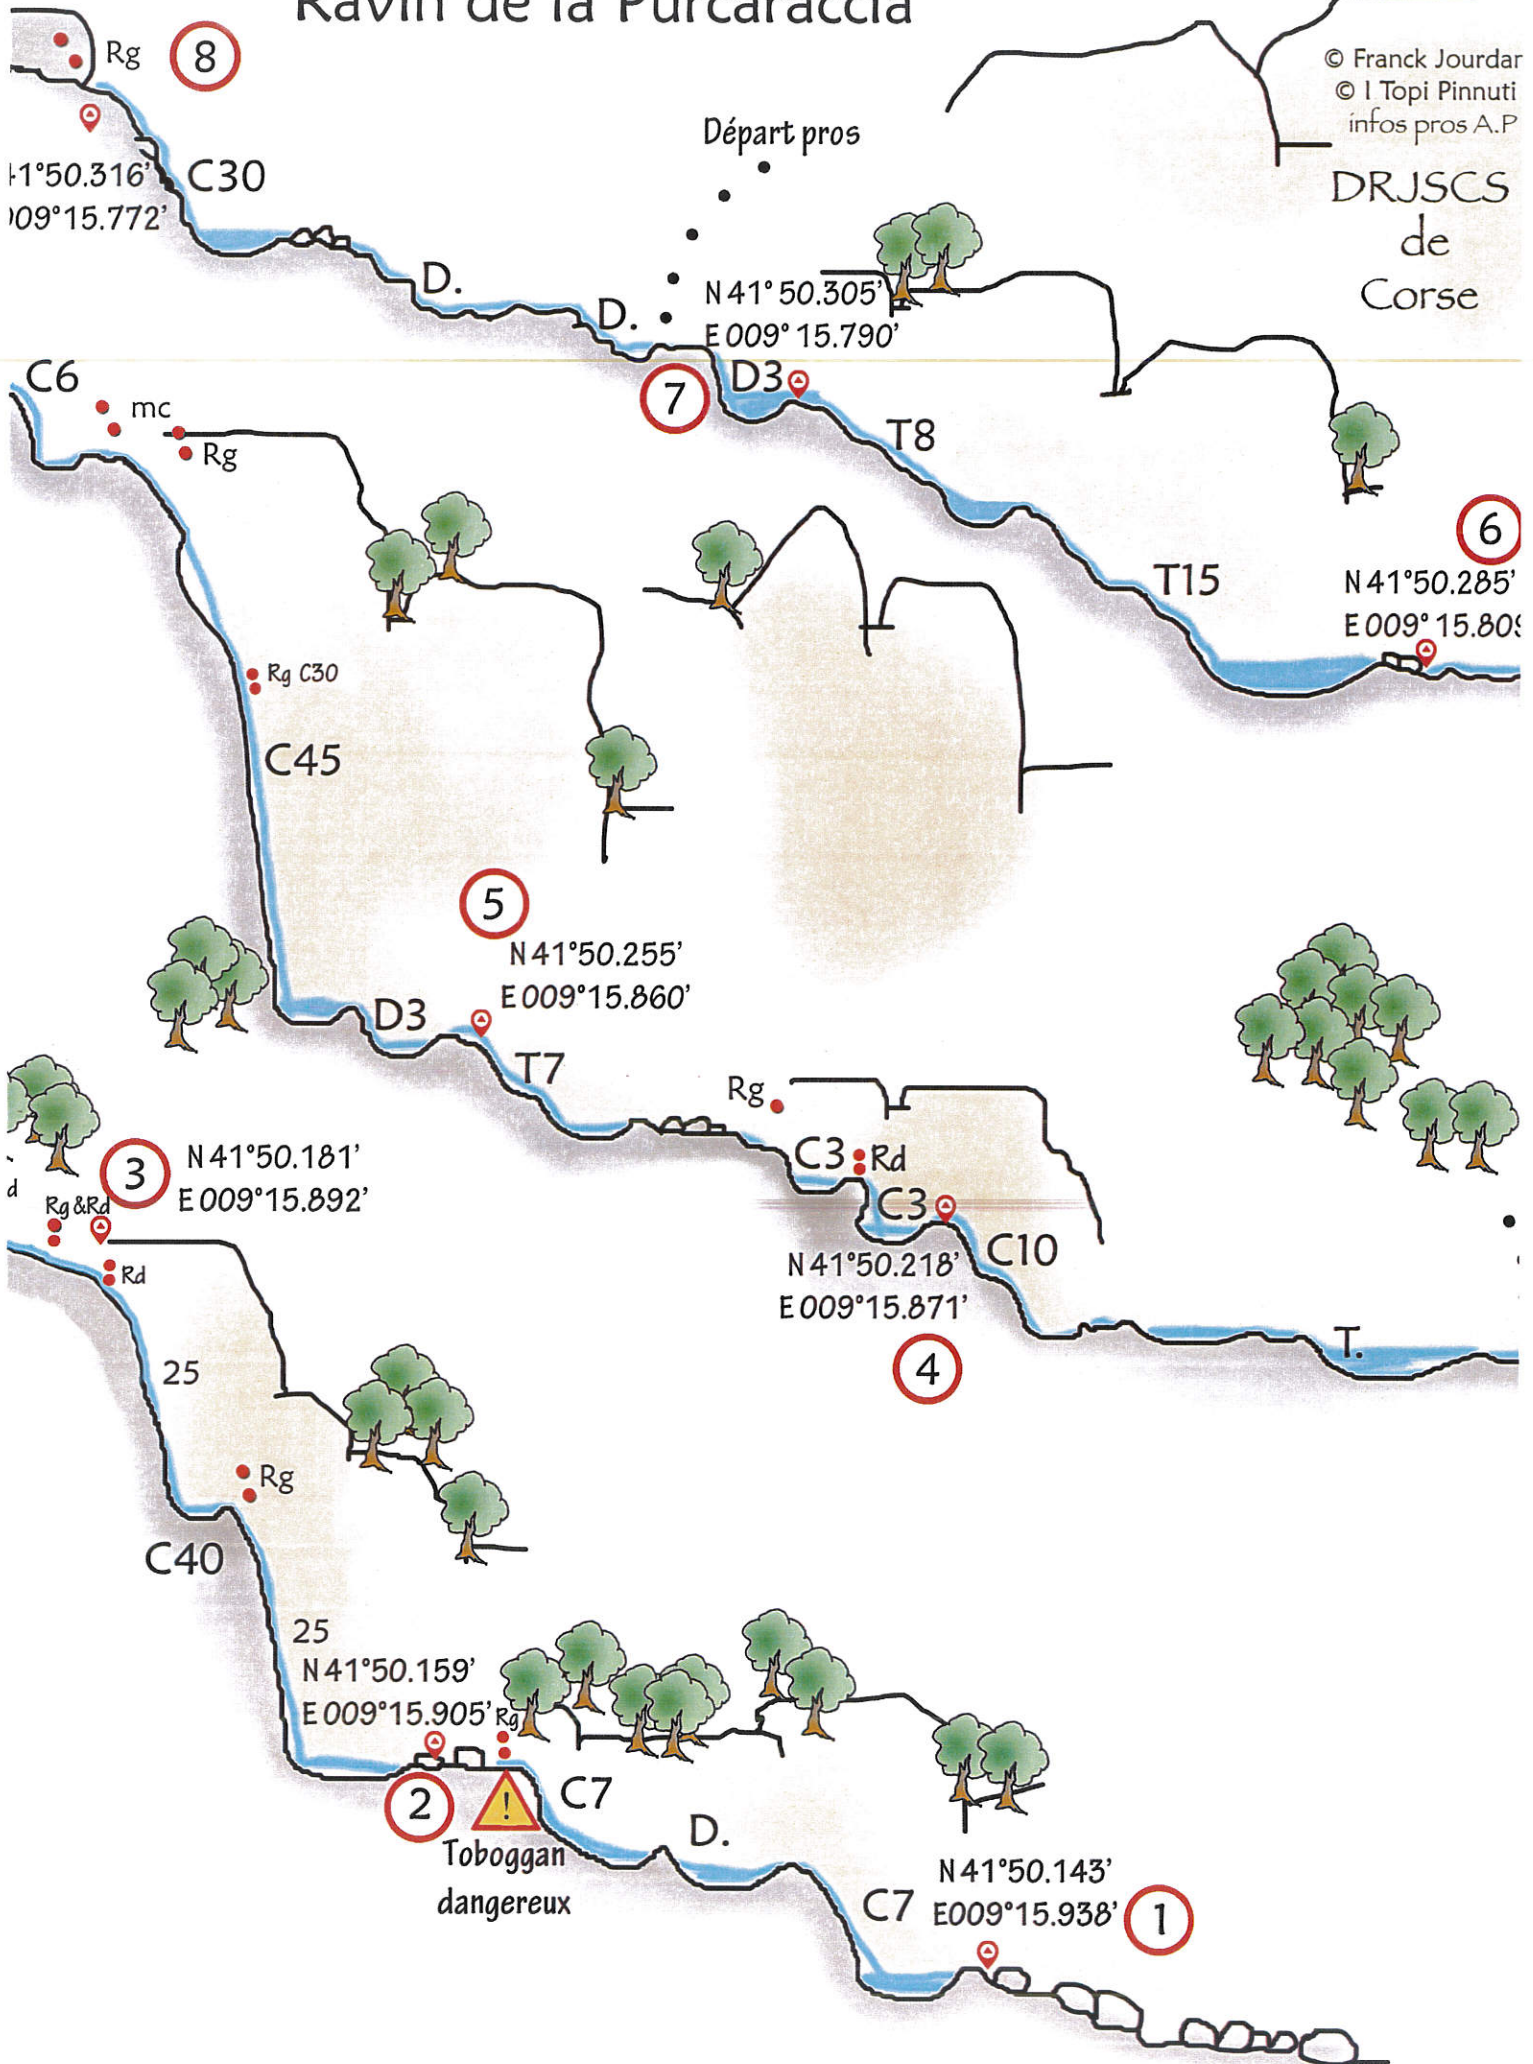 Ravin de la Purcaraccia
© Franck Jourdan
© I Topi Pinnuti
infos pros A.P
DRJSCS
de
Corse
Rg
8
41°50.316’
009°15.772’
C30
D.
D.
Départ pros
N 41°50.305’
E 009°15.790’
7
D3
T8
T15
6
N 41°50.285’
E 009°15.809
C6
mc
Rg
Rg C30
C45
5
N 41°50.255’
E 009°15.860’
D3
T7
Rg
C3
Rd
C3
N 41°50.218’
E 009°15.871’
C10
4
T.
d
3
N 41°50.181’
E 009°15.892’
Rg &Rd
Rd
25
Rg
C40
25
N 41°50.159’
E 009°15.905’
Rg
2
!
Toboggan
dangereux
C7
D.
C7
N 41°50.143’
E009°15.938’
1